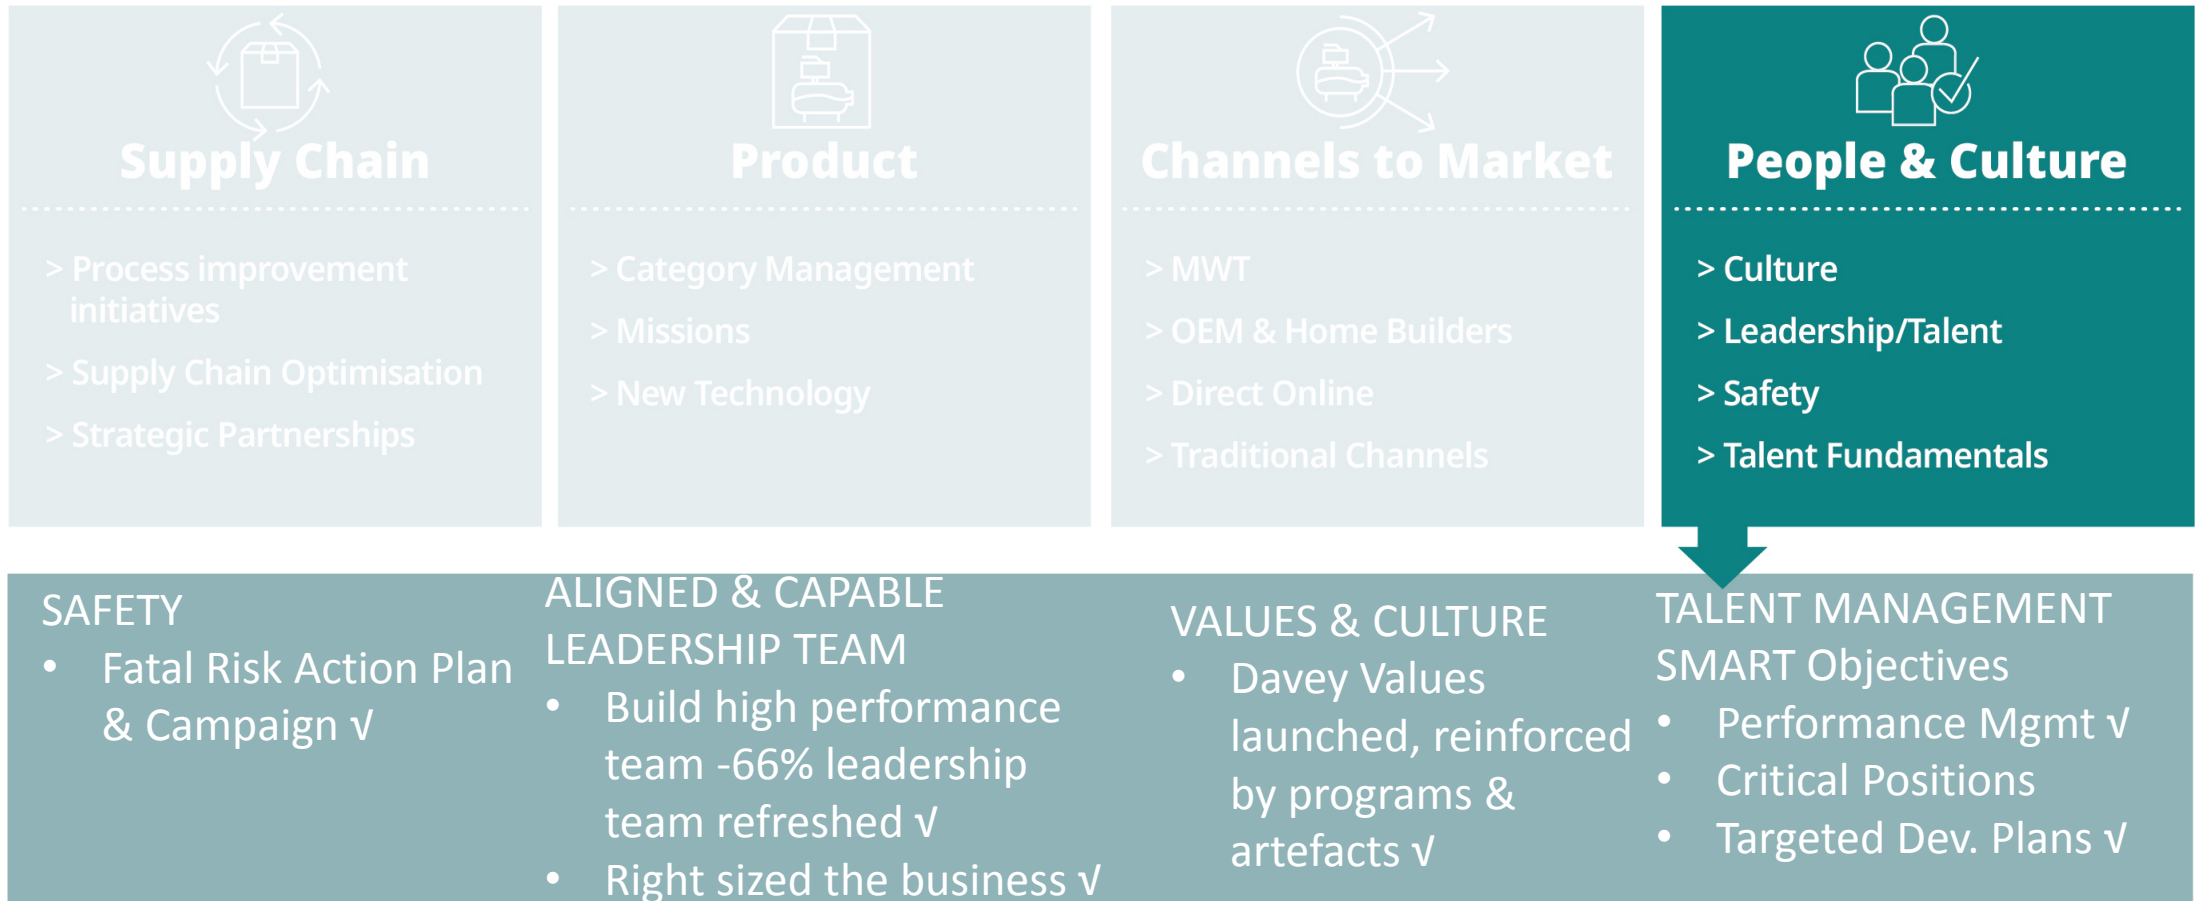 Supply Chain
> Process improvement
initiatives
> Supply Chain Optimisation
> Strategic Partnerships
Product
> Category Management
> Missions
> New Technology
Channels to Market
> MWT
> OEM & Home Builders
> Direct Online
> Traditional Channels
People & Culture
> Culture
> Leadership/Talent
> Safety
> Talent Fundamentals
SAFETY
• Fatal Risk Action Plan
& Campaign √
ALIGNED & CAPABLE
LEADERSHIP TEAM
• Build high performance
team -66% leadership
team refreshed √
• Right sized the business √
VALUES & CULTURE
• Davey Values
launched, reinforced
by programs &
artefacts √
TALENT MANAGEMENT
SMART Objectives
• Performance Mgmt √
• Critical Positions
• Targeted Dev. Plans √